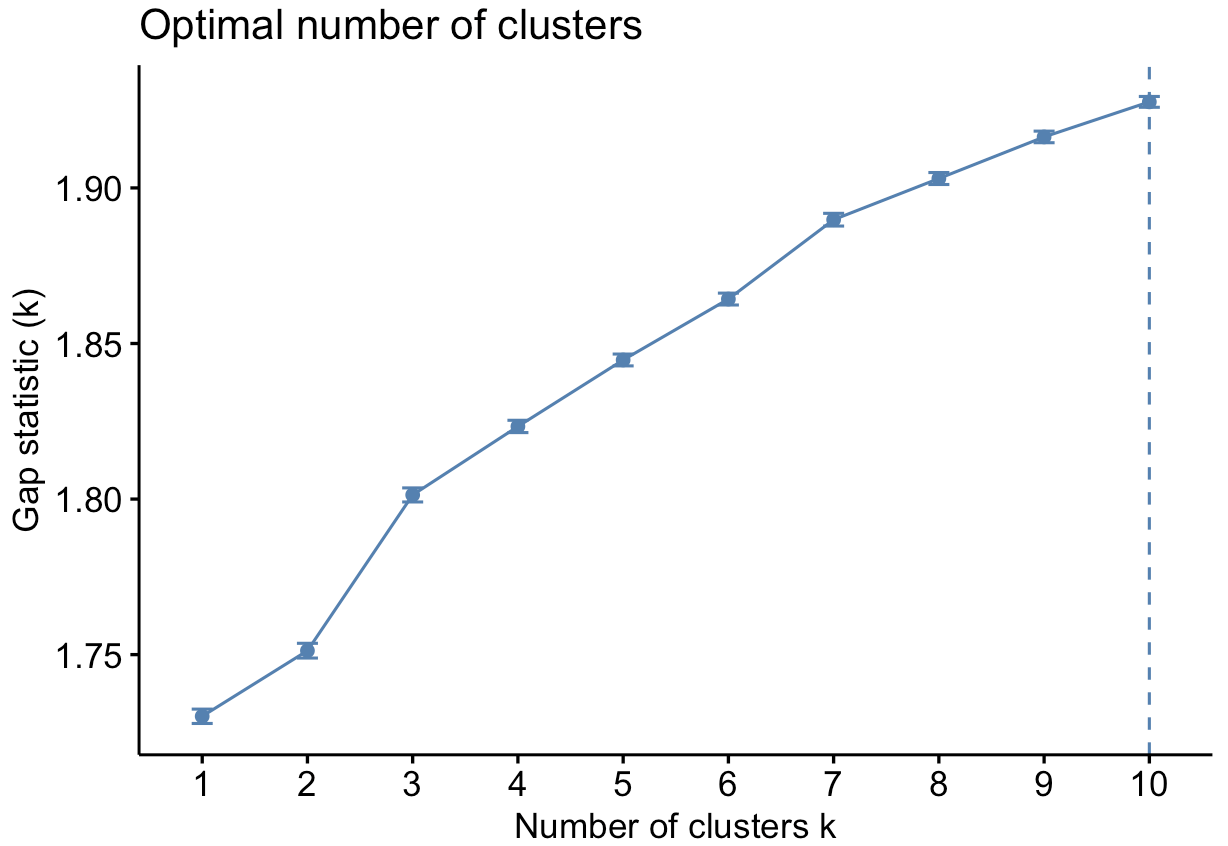 Optimal number of clusters
Gap statistic (k)
1.90
1.85
1.80
1.75
1 2 3 4 5 6 7 8 9 10
Number of clusters k